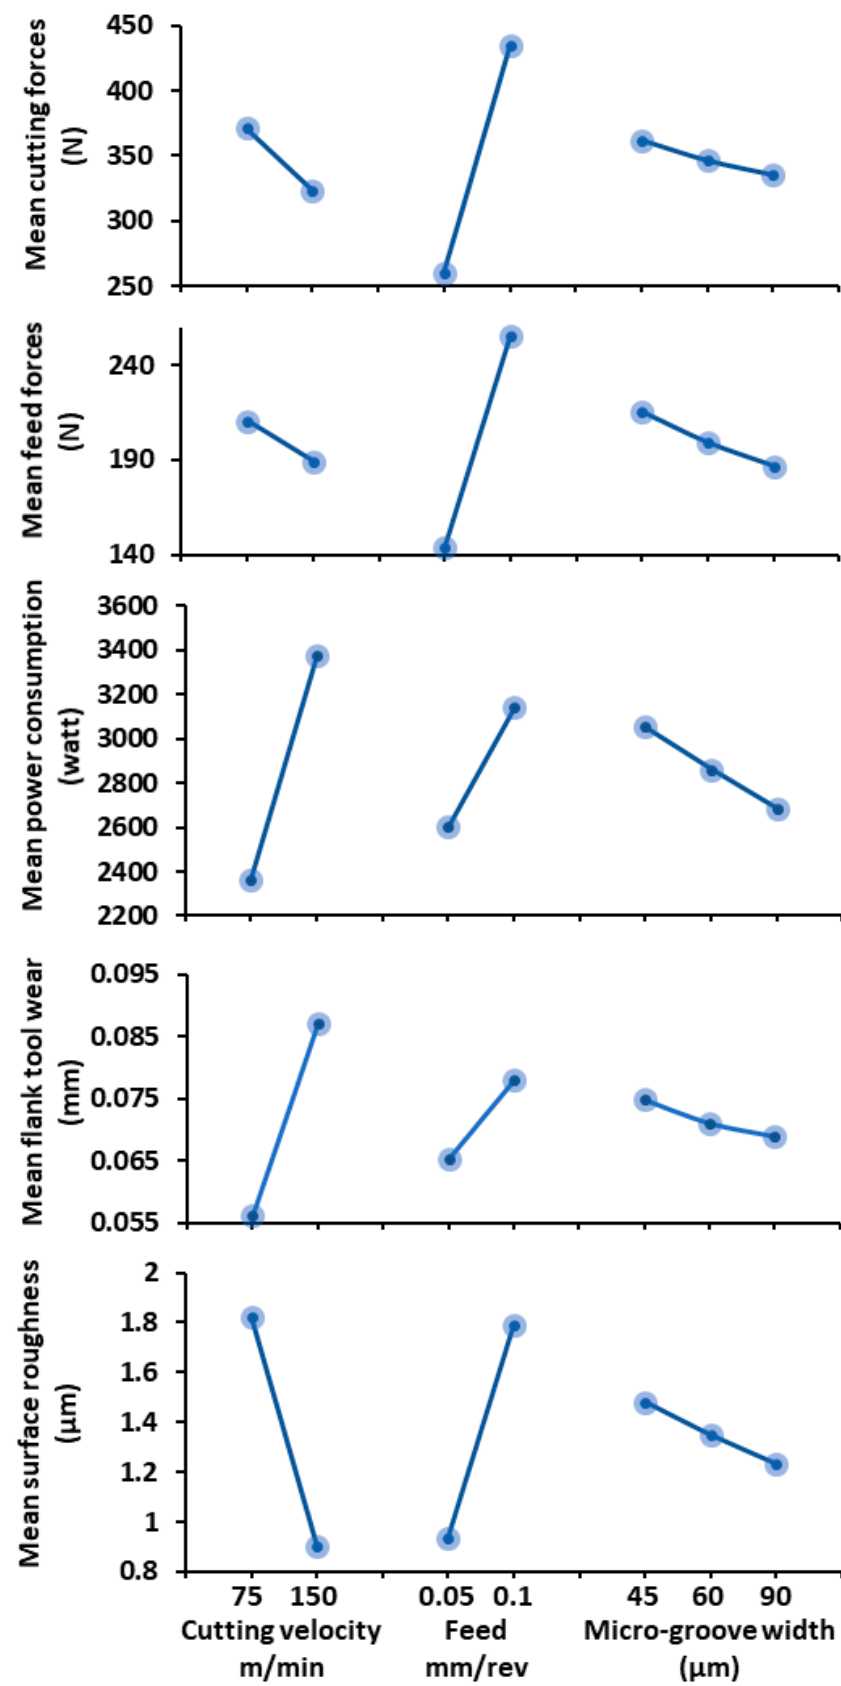 Mean cutting forces
(N)
450
400
350
300
250
Mean feed forces
(N)
240
190
140
Mean power consumption
(watt)
3600
3400
3200
3000
2800
2600
2400
2200
Mean flank tool wear
(mm)
0.095
0.085
0.075
0.065
0.055
Mean surface roughness
(μm)
2
1.8
1.6
1.4
1.2
1
0.8
75 150 0.05 0.1 45 60 90
Cutting velocity Feed Micro-groove width
m/min mm/rev (μm)